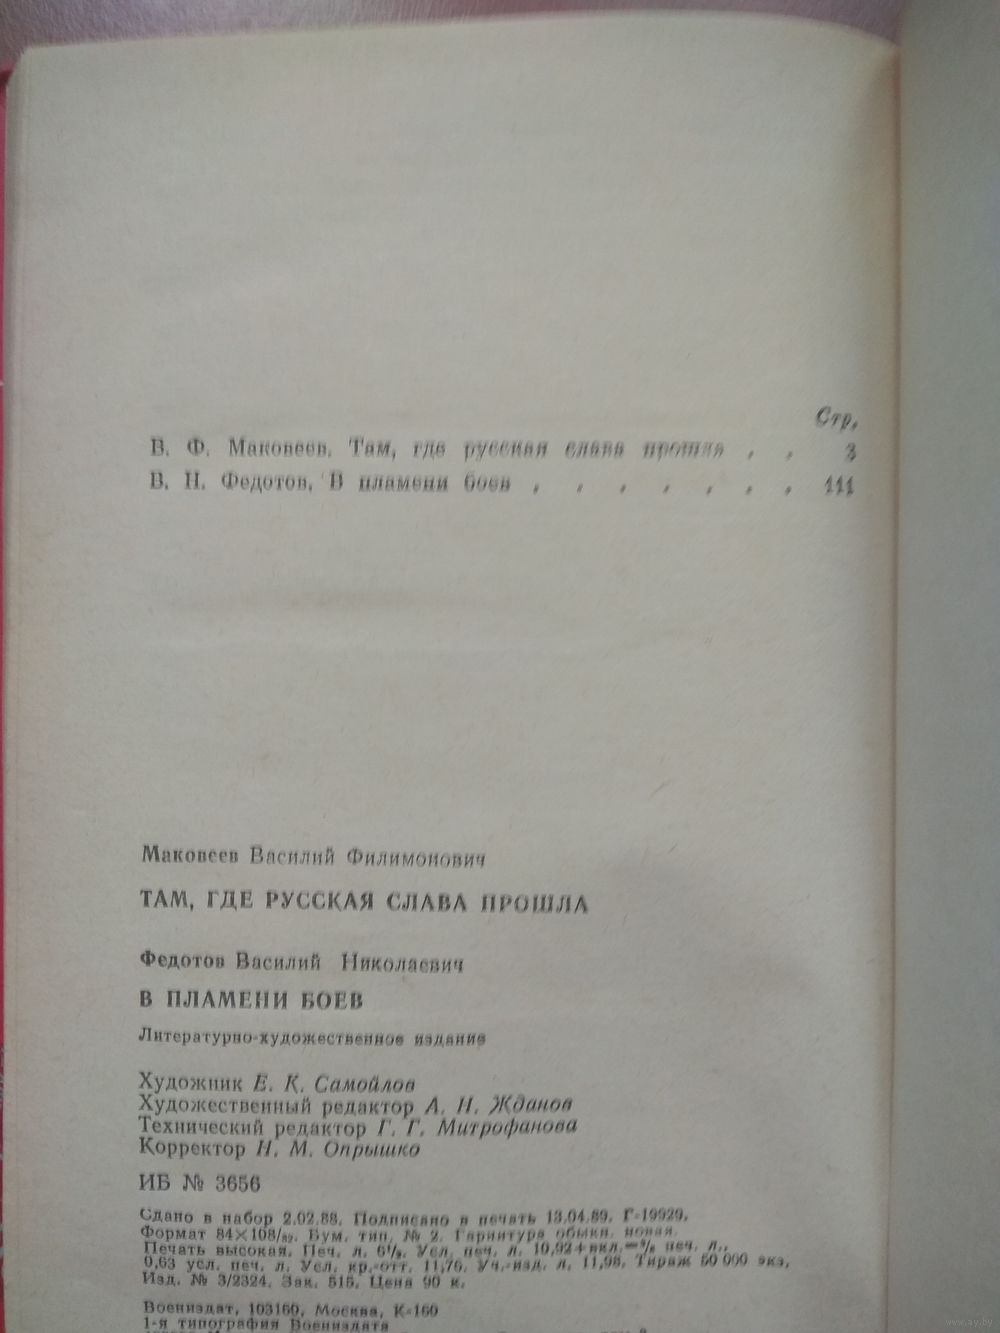 Стр.
В. Ф. Маковеев. Там, где русская слава прошла . . 3
В. Н. Федотов. В пламени боев . . . . . . . 111
Маковеев Василий Филимонович
ТАМ, ГДЕ РУССКАЯ СЛАВА ПРОШЛА
Федотов Василий Николаевич
В ПЛАМЕНИ БОЕВ
Литературно-художественное издание
Художник Е. К. Самойлов
Художественный редактор А. Н. Жданов
Технический редактор Г. Г. Митрофанова
Корректор Н. М. Опрышко
ИБ № 3656
Сдано в набор 2.02.88. Подписано в печать 13.04.89. Г-19929.
Формат 84×108/₃₂. Бум. тип. № 2. Гарнитура обыкн. новая.
Печать высокая. Печ. л. 6½. Усл. печ. л. 10,92+вкл. печ. л.,
0,63 усл. печ. л. Усл. кр.-отт. 11,76. Уч.-изд. л. 11,98. Тираж 50 000 экз.
Изд. № 3/2324. Зак. 515. Цена 90 к.
Воениздат, 103160, Москва, К-160
1-я типография Воениздата
www.ay.by